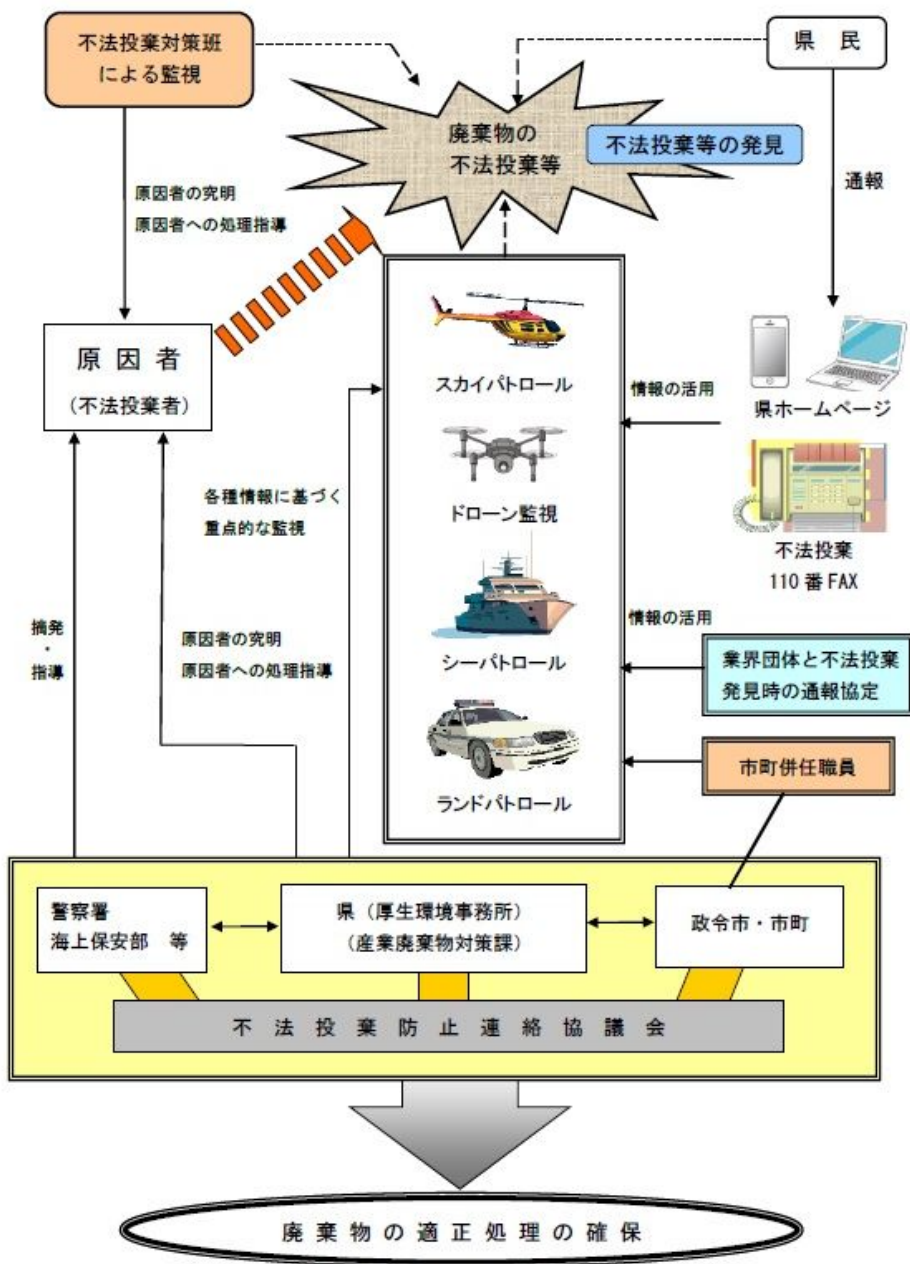 不法投棄対策班
による監視
県 民
廃棄物の
不法投棄等
不法投棄等の発見
通報
原因者の究明
原因者への処理指導
原 因 者
（不法投棄者）
スカイパトロール
情報の活用
県ホームページ
各種情報に基づく
重点的な監視
ドローン監視
不法投棄
110 番 FAX
摘発
・
指導
原因者の究明
原因者への処理指導
シーパトロール
情報の活用
業界団体と不法投棄
発見時の通報協定
ランドパトロール
市町併任職員
警察署
海上保安部 等
県（厚生環境事務所）
（産業廃棄物対策課）
政令市・市町
不 法 投 棄 防 止 連 絡 協 議 会
廃 棄 物 の 適 正 処 理 の 確 保